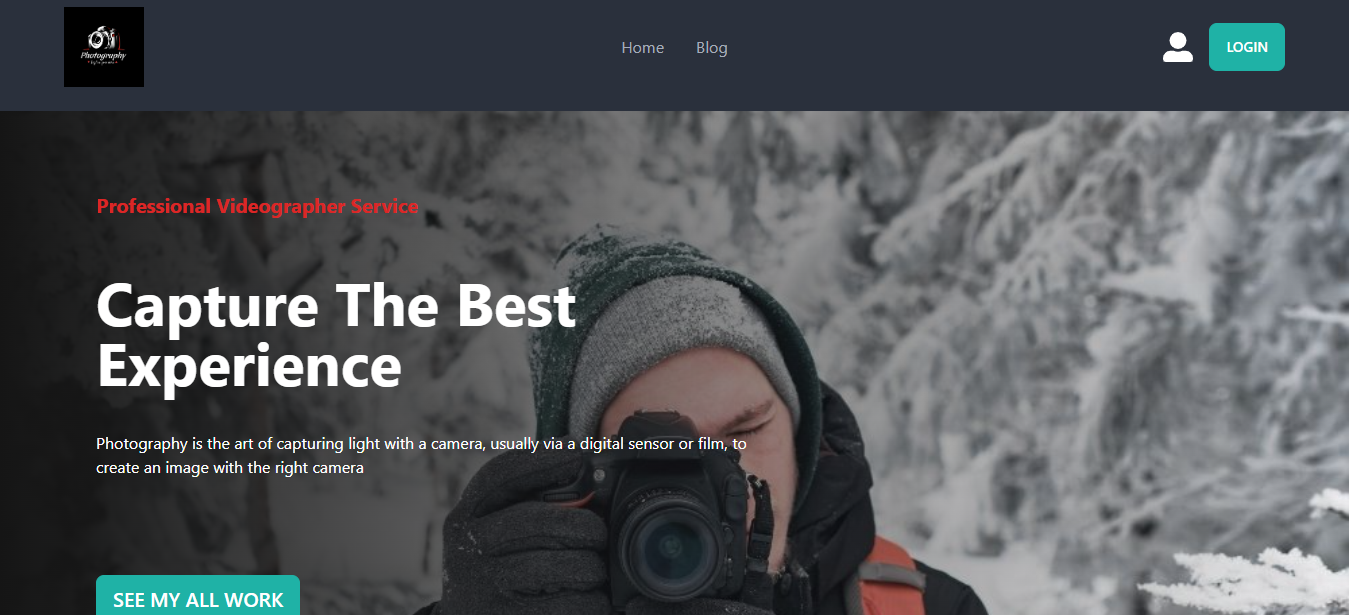 Photography
Home
Blog
LOGIN
Professional Videographer Service
Capture The Best
Experience
Photography is the art of capturing light with a camera, usually via a digital sensor or film, to
create an image with the right camera
SEE MY ALL WORK